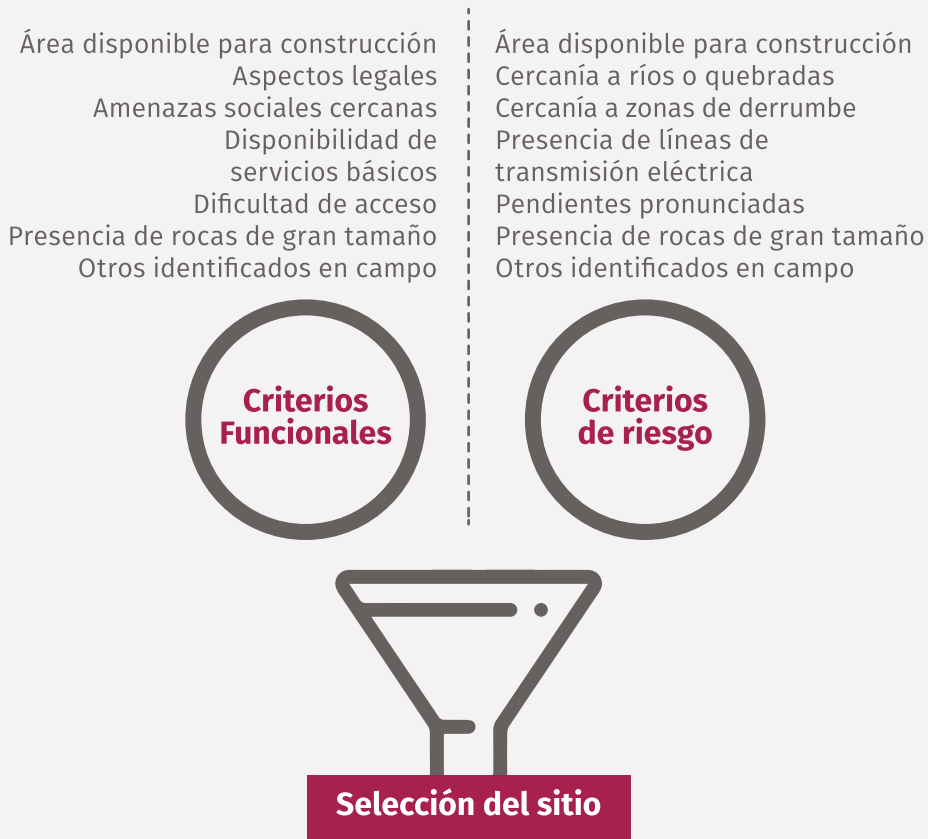 Área disponible para construcción
Aspectos legales
Amenazas sociales cercanas
Disponibilidad de
servicios básicos
Dificultad de acceso
Presencia de rocas de gran tamaño
Otros identificados en campo
Área disponible para construcción
Cercanía a ríos o quebradas
Cercanía a zonas de derrumbe
Presencia de líneas de
transmisión eléctrica
Pendientes pronunciadas
Presencia de rocas de gran tamaño
Otros identificados en campo
Criterios
Funcionales
Criterios
de riesgo
Selección del sitio